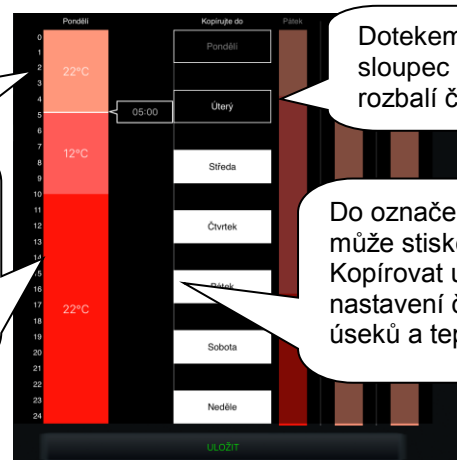 Pondělí
Kopírujte do
Pátek
0
1
2
3
4
5
6
7
8
9
10
11
12
13
14
15
16
17
18
19
20
21
22
23
24
22°C
12°C
22°C
05:00
Pondělí
Úterý
Středa
Čtvrtek
Pátek
Sobota
Neděle
ULOŽIT
Dotekem
sloupec
rozbalí č
Do označe
může stisk
Kopírovat u
nastavení č
úseků a tep